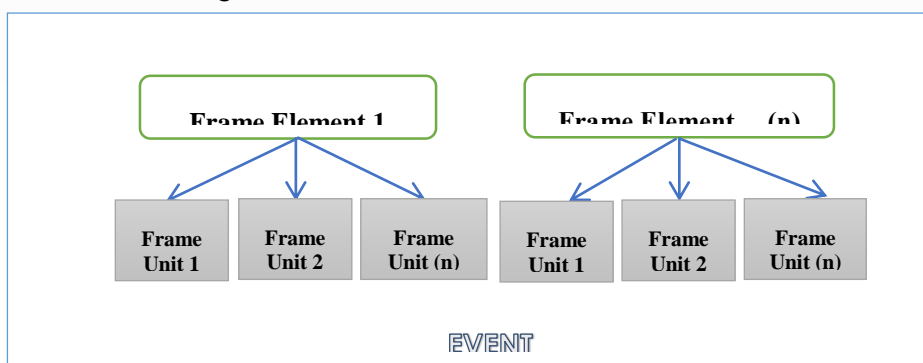 Frame Element 1
Frame Element (n)
Frame
Unit 1
Frame
Unit 2
Frame
Unit (n)
Frame
Unit 1
Frame
Unit 2
Frame
Unit (n)
EVENT